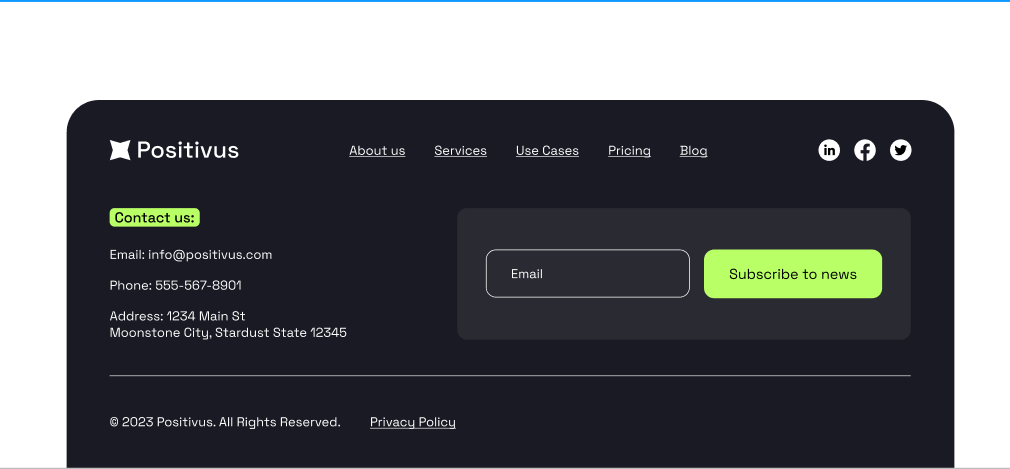 Positivus
About us Services Use Cases Pricing Blog
in
Contact us:
Email: info@positivus.com
Phone: 555-567-8901
Address: 1234 Main St
Moonstone City, Stardust State 12345
Email
Subscribe to news
© 2023 Positivus. All Rights Reserved. Privacy Policy